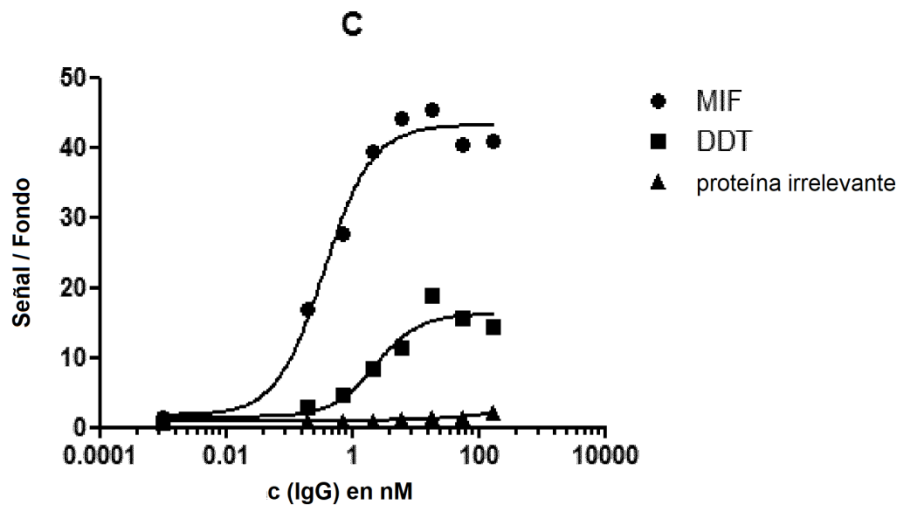 C
50
40
30
20
10
0
Señal / Fondo
0.0001
0.01
1
100
10000
c (IgG) en nM
MIF
DDT
proteína irrelevante